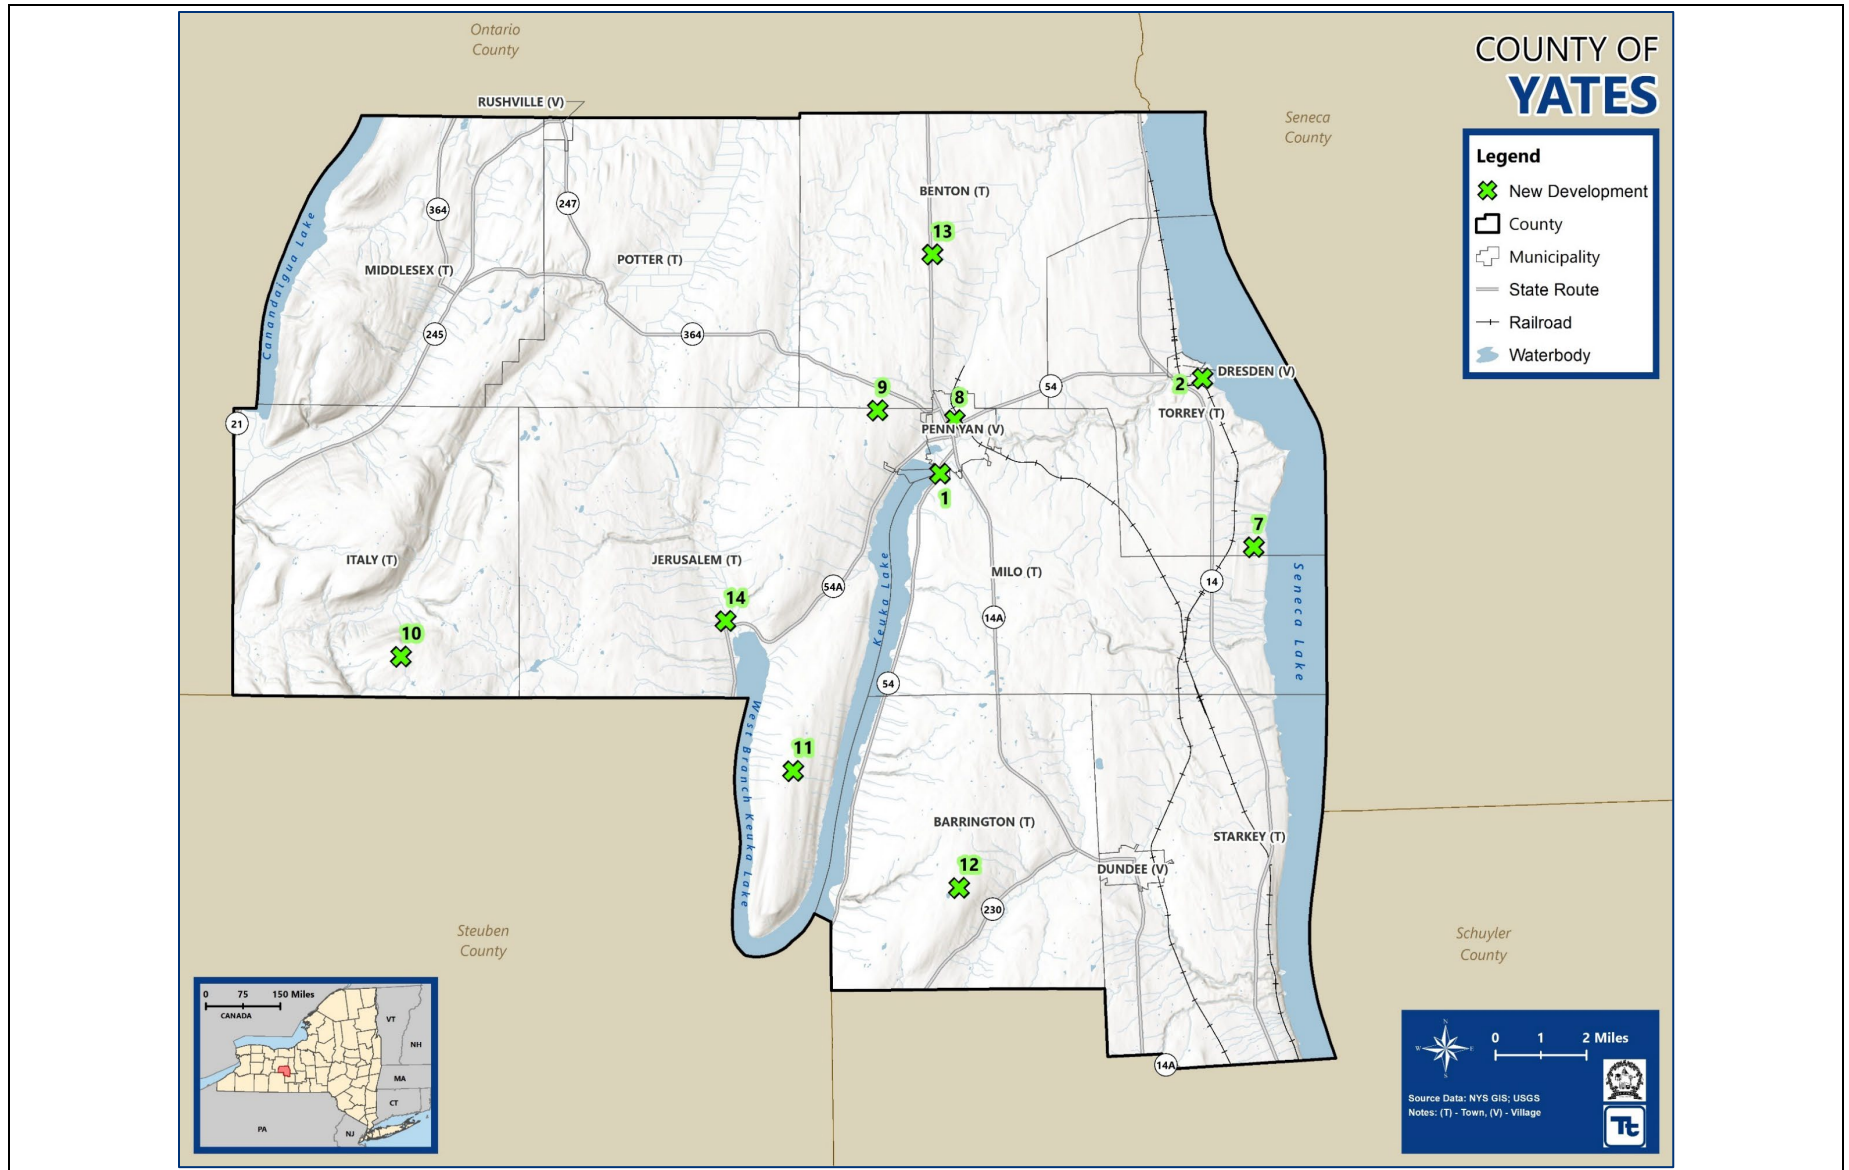 Ontario
County
COUNTY OF
YATES
Seneca
County
RUSHVILLE (V)
Legend
New Development
County
Municipality
State Route
Railroad
Waterbody
BENTON (T)
364
247
13
Canandaigua Lake
MIDDLESEX (T)
POTTER (T)
245
364
9
8
54
2
DRESDEN (V)
TORREY (T)
21
PENN YAN (V)
1
7
ITALY (T)
JERUSALEM (T)
54A
Keuka Lake
MILO (T)
14
Seneca Lake
14
14A
10
54
West Branch Keuka Lake
11
BARRINGTON (T)
STARKEY (T)
12
DUNDEE (V)
230
Steuben
County
Schuyler
County
14A
0 75 150 Miles
CANADA
VT
NH
MA
CT
PA
NJ
N
W
E
S
0 1 2 Miles
Source Data: NYS GIS; USGS
Notes: (T) - Town, (V) - Village
Tt